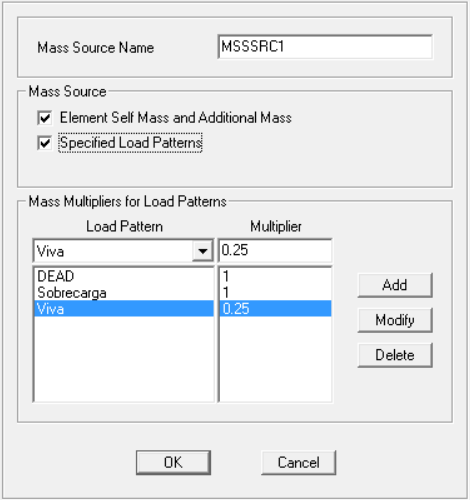 Mass Source Name MSSSRC1
Mass Source
Element Self Mass and Additional Mass
Specified Load Patterns
Mass Multipliers for Load Patterns
Load Pattern Multiplier
Viva 0.25
DEAD 1
Sobrecarga 1
Viva 0.25
Add
Modify
Delete
OK Cancel